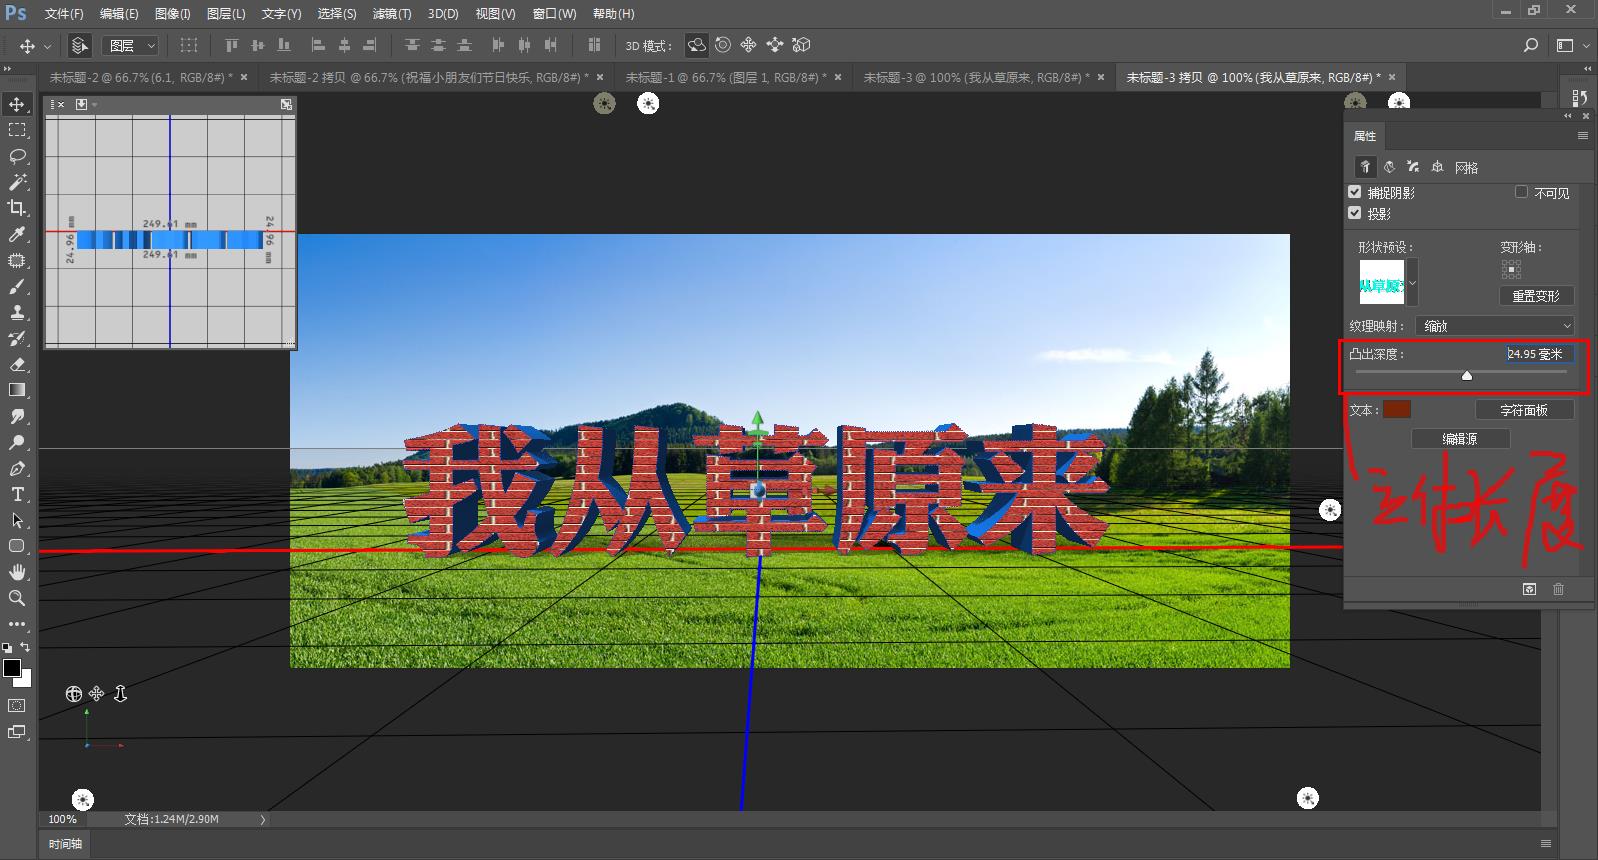 Ps 文件(F) 编辑(E) 图像(I) 图层(L) 文字(Y) 选择(S) 滤镜(T) 3D(D) 视图(V) 窗口(W) 帮助(H)
图层 3D 模式：
未标题-2 @ 66.7% (6.1, RGB/8#) * × 未标题-2 拷贝 @ 66.7% (祝福小朋友们节日快乐, RGB/8#) * × 未标题-1 @ 66.7% (图层 1, RGB/8#) * × 未标题-3 @ 100% (我从草原来, RGB/8#) * × 未标题-3 拷贝 @ 100% (我从草原来, RGB/8#) * ×
249.61 mm
24.96 mm
24.96 mm
249.61 mm
我从草原来
属性
网格
捕捉阴影 不可见
投影
形状预设： 变形轴：
从草原来
重置变形
纹理映射： 缩放
凸出深度： 24.95 毫米
文本： 字符面板
编辑源
立体长度
100% 文档:1.24M/2.90M
时间轴